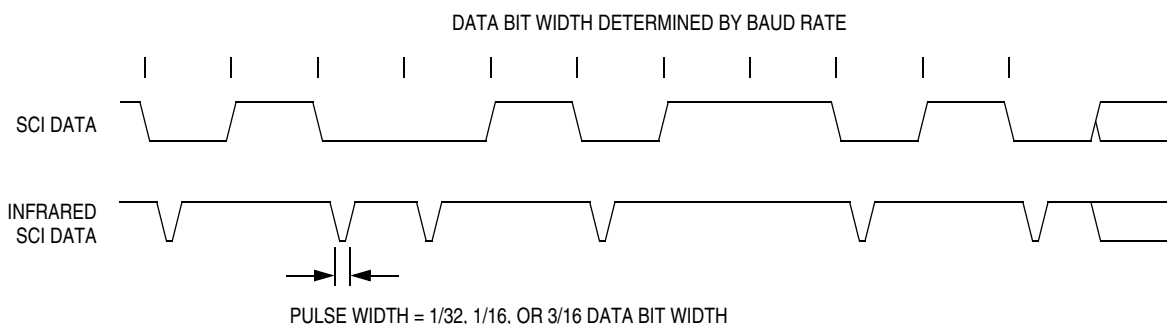 DATA BIT WIDTH DETERMINED BY BAUD RATE
SCI DATA
INFRARED
SCI DATA
PULSE WIDTH = 1/32, 1/16, OR 3/16 DATA BIT WIDTH